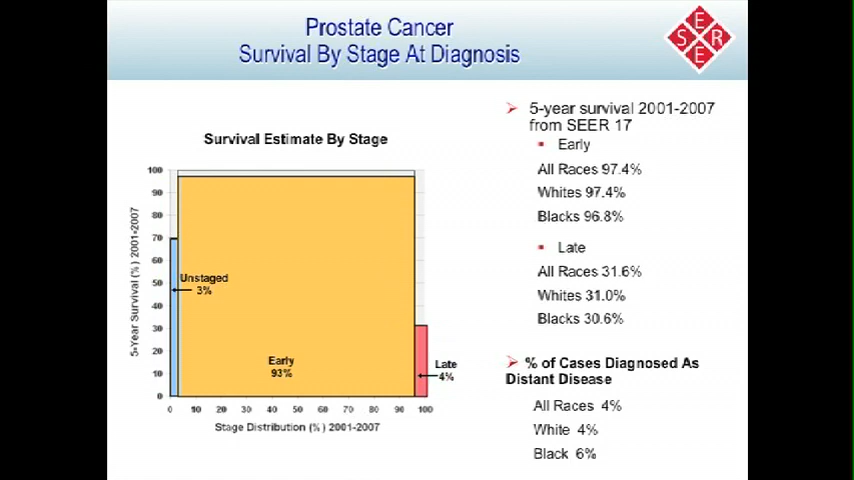 Prostate Cancer
Survival By Stage At Diagnosis
S E E R
Survival Estimate By Stage
100
90
80
70
60
50
40
30
20
10
0
5-Year Survival (%) 2001-2007
Unstaged
3%
Early
93%
Late
4%
0 10 20 30 40 50 60 70 80 90 100
Stage Distribution (%) 2001-2007
5-year survival 2001-2007
from SEER 17
Early
All Races 97.4%
Whites 97.4%
Blacks 96.8%
Late
All Races 31.6%
Whites 31.0%
Blacks 30.6%
% of Cases Diagnosed As
Distant Disease
All Races 4%
White 4%
Black 6%